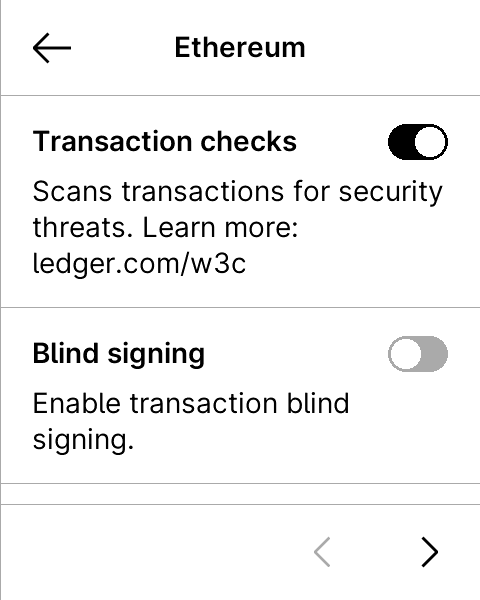 Ethereum
Transaction checks
Scans transactions for security
threats. Learn more:
ledger.com/w3c
Blind signing
Enable transaction blind
signing.